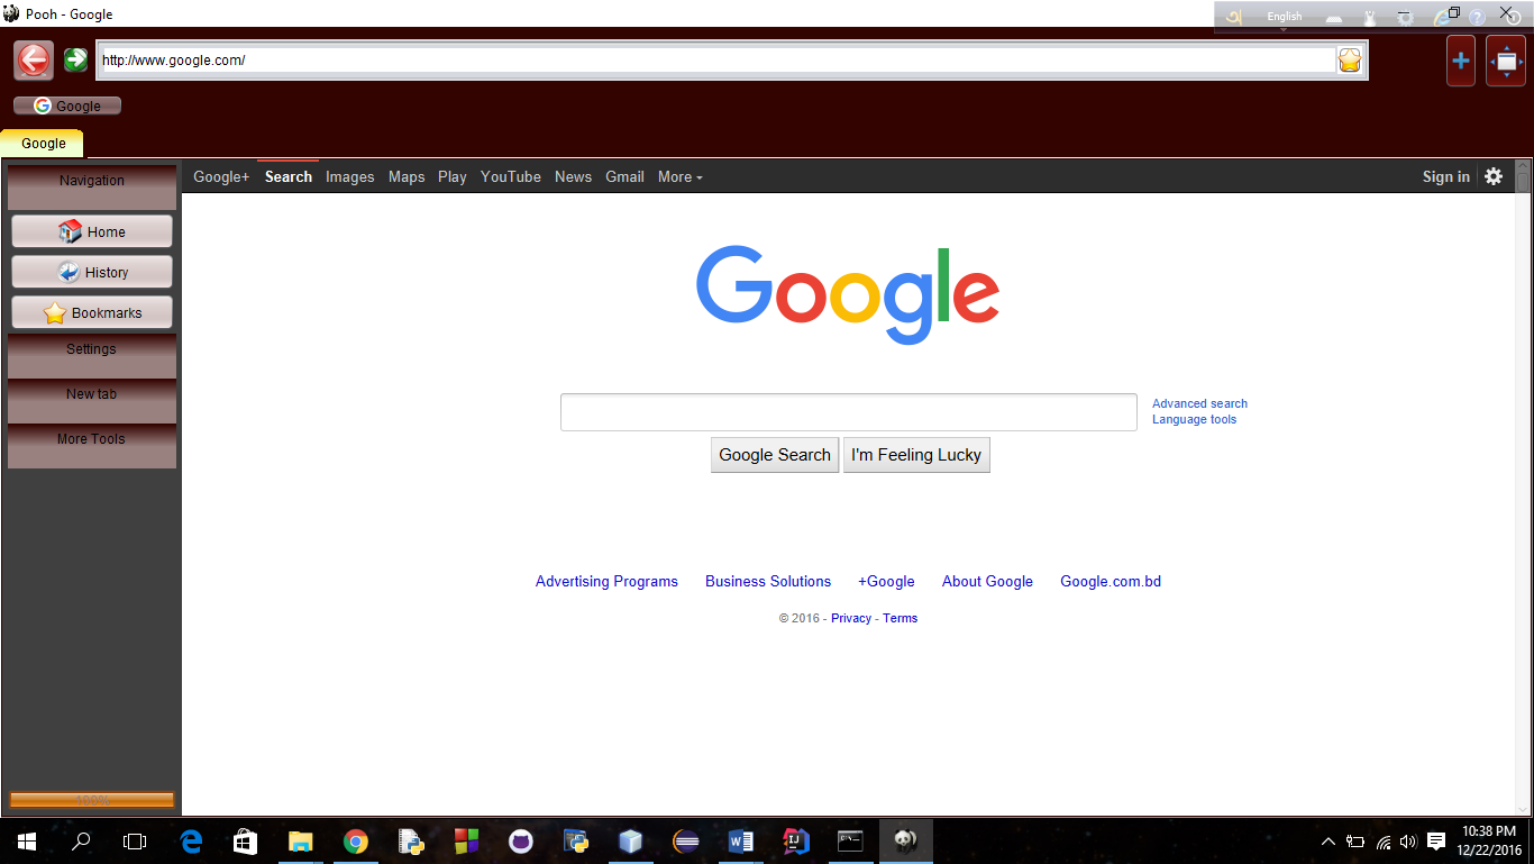 Pooh - Google
English
http://www.google.com/
Google
Google
Navigation
Home
History
Bookmarks
Settings
New tab
More Tools
100%
Google+ Search Images Maps Play YouTube News Gmail More
Sign in
Google
Advanced search
Language tools
Google Search I'm Feeling Lucky
Advertising Programs Business Solutions +Google About Google Google.com.bd
© 2016 - Privacy - Terms
10:38 PM
12/22/2016